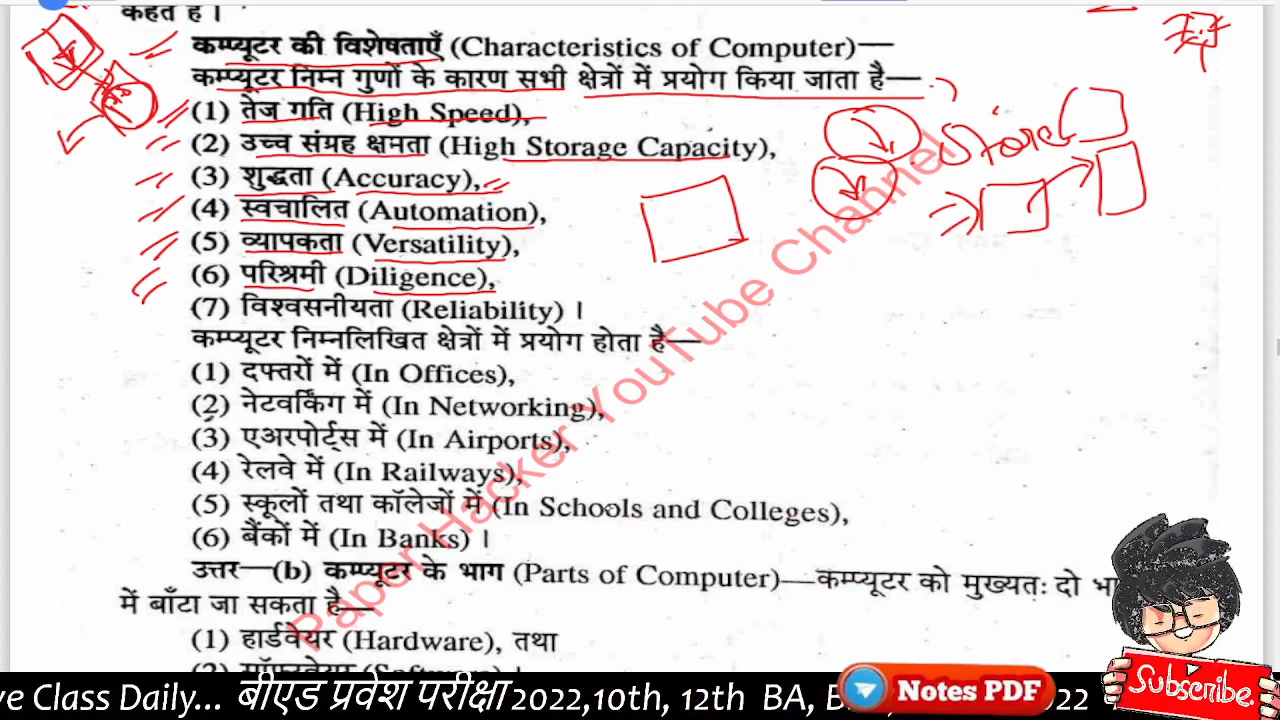 कहते हैं ।
कम्प्यूटर की विशेषताएँ (Characteristics of Computer)—
कम्प्यूटर निम्न गुणों के कारण सभी क्षेत्रों में प्रयोग किया जाता है—
(1) तेज गति (High Speed),
(2) उच्च संग्रह क्षमता (High Storage Capacity),
Store
(3) शुद्धता (Accuracy),
(4) स्वचालित (Automation),
(5) व्यापकता (Versatility),
(6) परिश्रमी (Diligence),
(7) विश्वसनीयता (Reliability) ।
कम्प्यूटर निम्नलिखित क्षेत्रों में प्रयोग होता है—
(1) दफ्तरों में (In Offices),
(2) नेटवर्किंग में (In Networking),
(3) एअरपोर्ट्स में (In Airports),
(4) रेलवे में (In Railways),
(5) स्कूलों तथा कॉलेजों में (In Schools and Colleges),
(6) बैंकों में (In Banks) ।
Paper Hacker YouTube Channel
उत्तर—(b) कम्प्यूटर के भाग (Parts of Computer)—कम्प्यूटर को मुख्यतः दो भा
में बाँटा जा सकता है—
(1) हार्डवेयर (Hardware), तथा
Subscribe
ve Class Daily... बीएड प्रवेश परीक्षा 2022,10th, 12th BA, B
Notes PDF
22